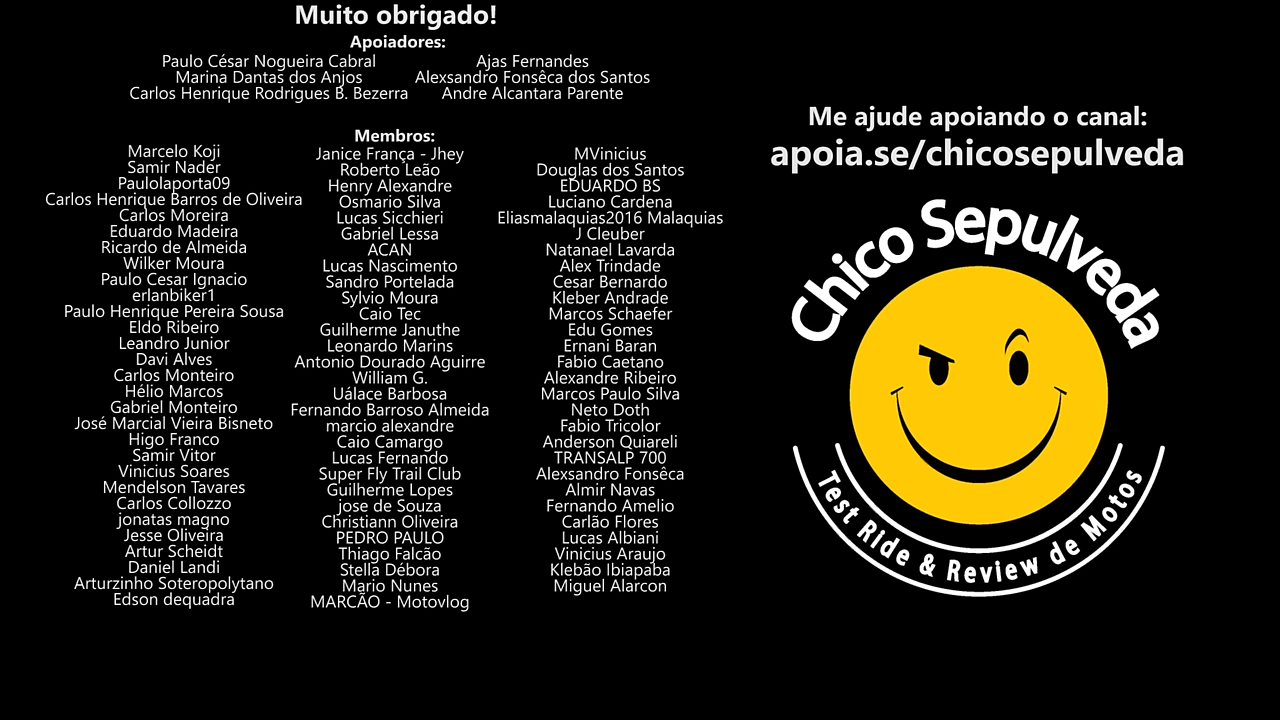 Muito obrigado!
Apoiadores:
Paulo César Nogueira Cabral
Marina Dantas dos Anjos
Carlos Henrique Rodrigues B. Bezerra
Ajas Fernandes
Alexsandro Fonsêca dos Santos
Andre Alcantara Parente
Membros:
Marcelo Koji
Samir Nader
Paulolaporta09
Carlos Henrique Barros de Oliveira
Carlos Moreira
Eduardo Madeira
Ricardo de Almeida
Wilker Moura
Paulo Cesar Ignacio
erlanbiker1
Paulo Henrique Pereira Sousa
Eldo Ribeiro
Leandro Junior
Davi Alves
Carlos Monteiro
Hélio Marcos
Gabriel Monteiro
José Marcial Vieira Bisneto
Higo Franco
Samir Vitor
Vinicius Soares
Mendelson Tavares
Carlos Collozzo
jonatas magno
Jesse Oliveira
Artur Scheidt
Daniel Landi
Arturzinho Soteropolytano
Edson dequadra
Janice França - Jhey
Roberto Leão
Henry Alexandre
Osmario Silva
Lucas Sicchieri
Gabriel Lessa
ACAN
Lucas Nascimento
Sandro Portelada
Sylvio Moura
Caio Tec
Guilherme Januthe
Leonardo Marins
Antonio Dourado Aguirre
William G.
Uálace Barbosa
Fernando Barroso Almeida
marcio alexandre
Caio Camargo
Lucas Fernando
Super Fly Trail Club
Guilherme Lopes
jose de Souza
Christiann Oliveira
PEDRO PAULO
Thiago Falcão
Stella Débora
Mario Nunes
MARCÃO - Motovlog
MVinicius
Douglas dos Santos
EDUARDO BS
Luciano Cardena
Eliasmalaquias2016 Malaquias
J Cleuber
Natanael Lavarda
Alex Trindade
Cesar Bernardo
Kleber Andrade
Marcos Schaefer
Edu Gomes
Ernani Baran
Fabio Caetano
Alexandre Ribeiro
Marcos Paulo Silva
Neto Doth
Fabio Tricolor
Anderson Quiareli
TRANSALP 700
Alexsandro Fonsêca
Almir Navas
Fernando Amelio
Carlão Flores
Lucas Albiani
Vinicius Araujo
Klebão Ibiapaba
Miguel Alarcon
Me ajude apoiando o canal:
apoia.se/chicosepulveda
Chico Sepulveda
Test Ride & Review de Motos